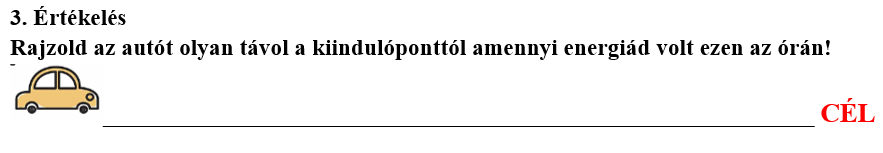 3. Értékelés
Rajzold az autót olyan távol a kiindulóponttól amennyi energiád volt ezen az órán!
CÉL